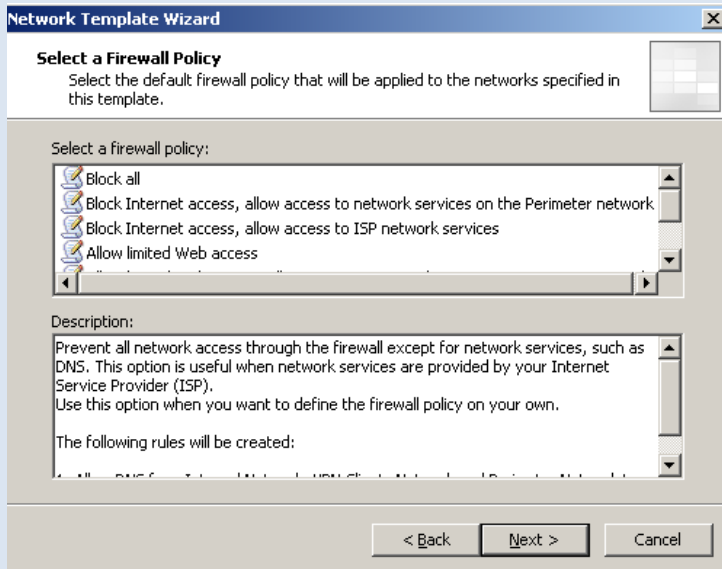 Network Template Wizard
Select a Firewall Policy
Select the default firewall policy that will be applied to the networks specified in
this template.
Select a firewall policy:
Block all
Block Internet access, allow access to network services on the Perimeter network
Block Internet access, allow access to ISP network services
Allow limited Web access
Description:
Prevent all network access through the firewall except for network services, such as
DNS. This option is useful when network services are provided by your Internet
Service Provider (ISP).
Use this option when you want to define the firewall policy on your own.
The following rules will be created:
< Back
Next >
Cancel